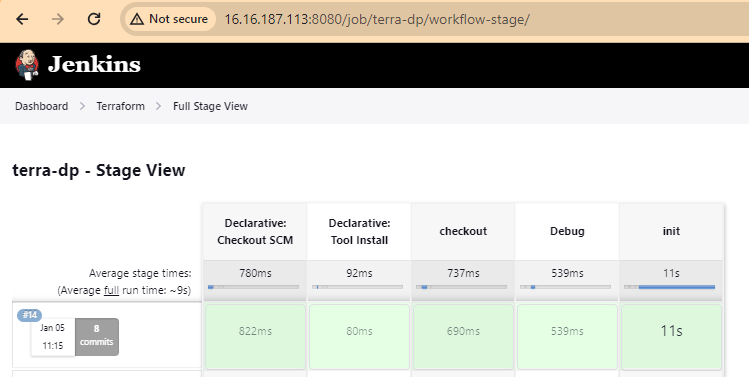 Not secure 16.16.187.113:8080/job/terra-dp/workflow-stage/
Jenkins
Dashboard > Terraform > Full Stage View
terra-dp - Stage View
Declarative: Checkout SCM
Declarative: Tool Install
checkout
Debug
init
Average stage times:
(Average full run time: ~9s)
780ms
92ms
737ms
539ms
11s
#14
Jan 05
11:15
8
commits
822ms
80ms
690ms
539ms
11s